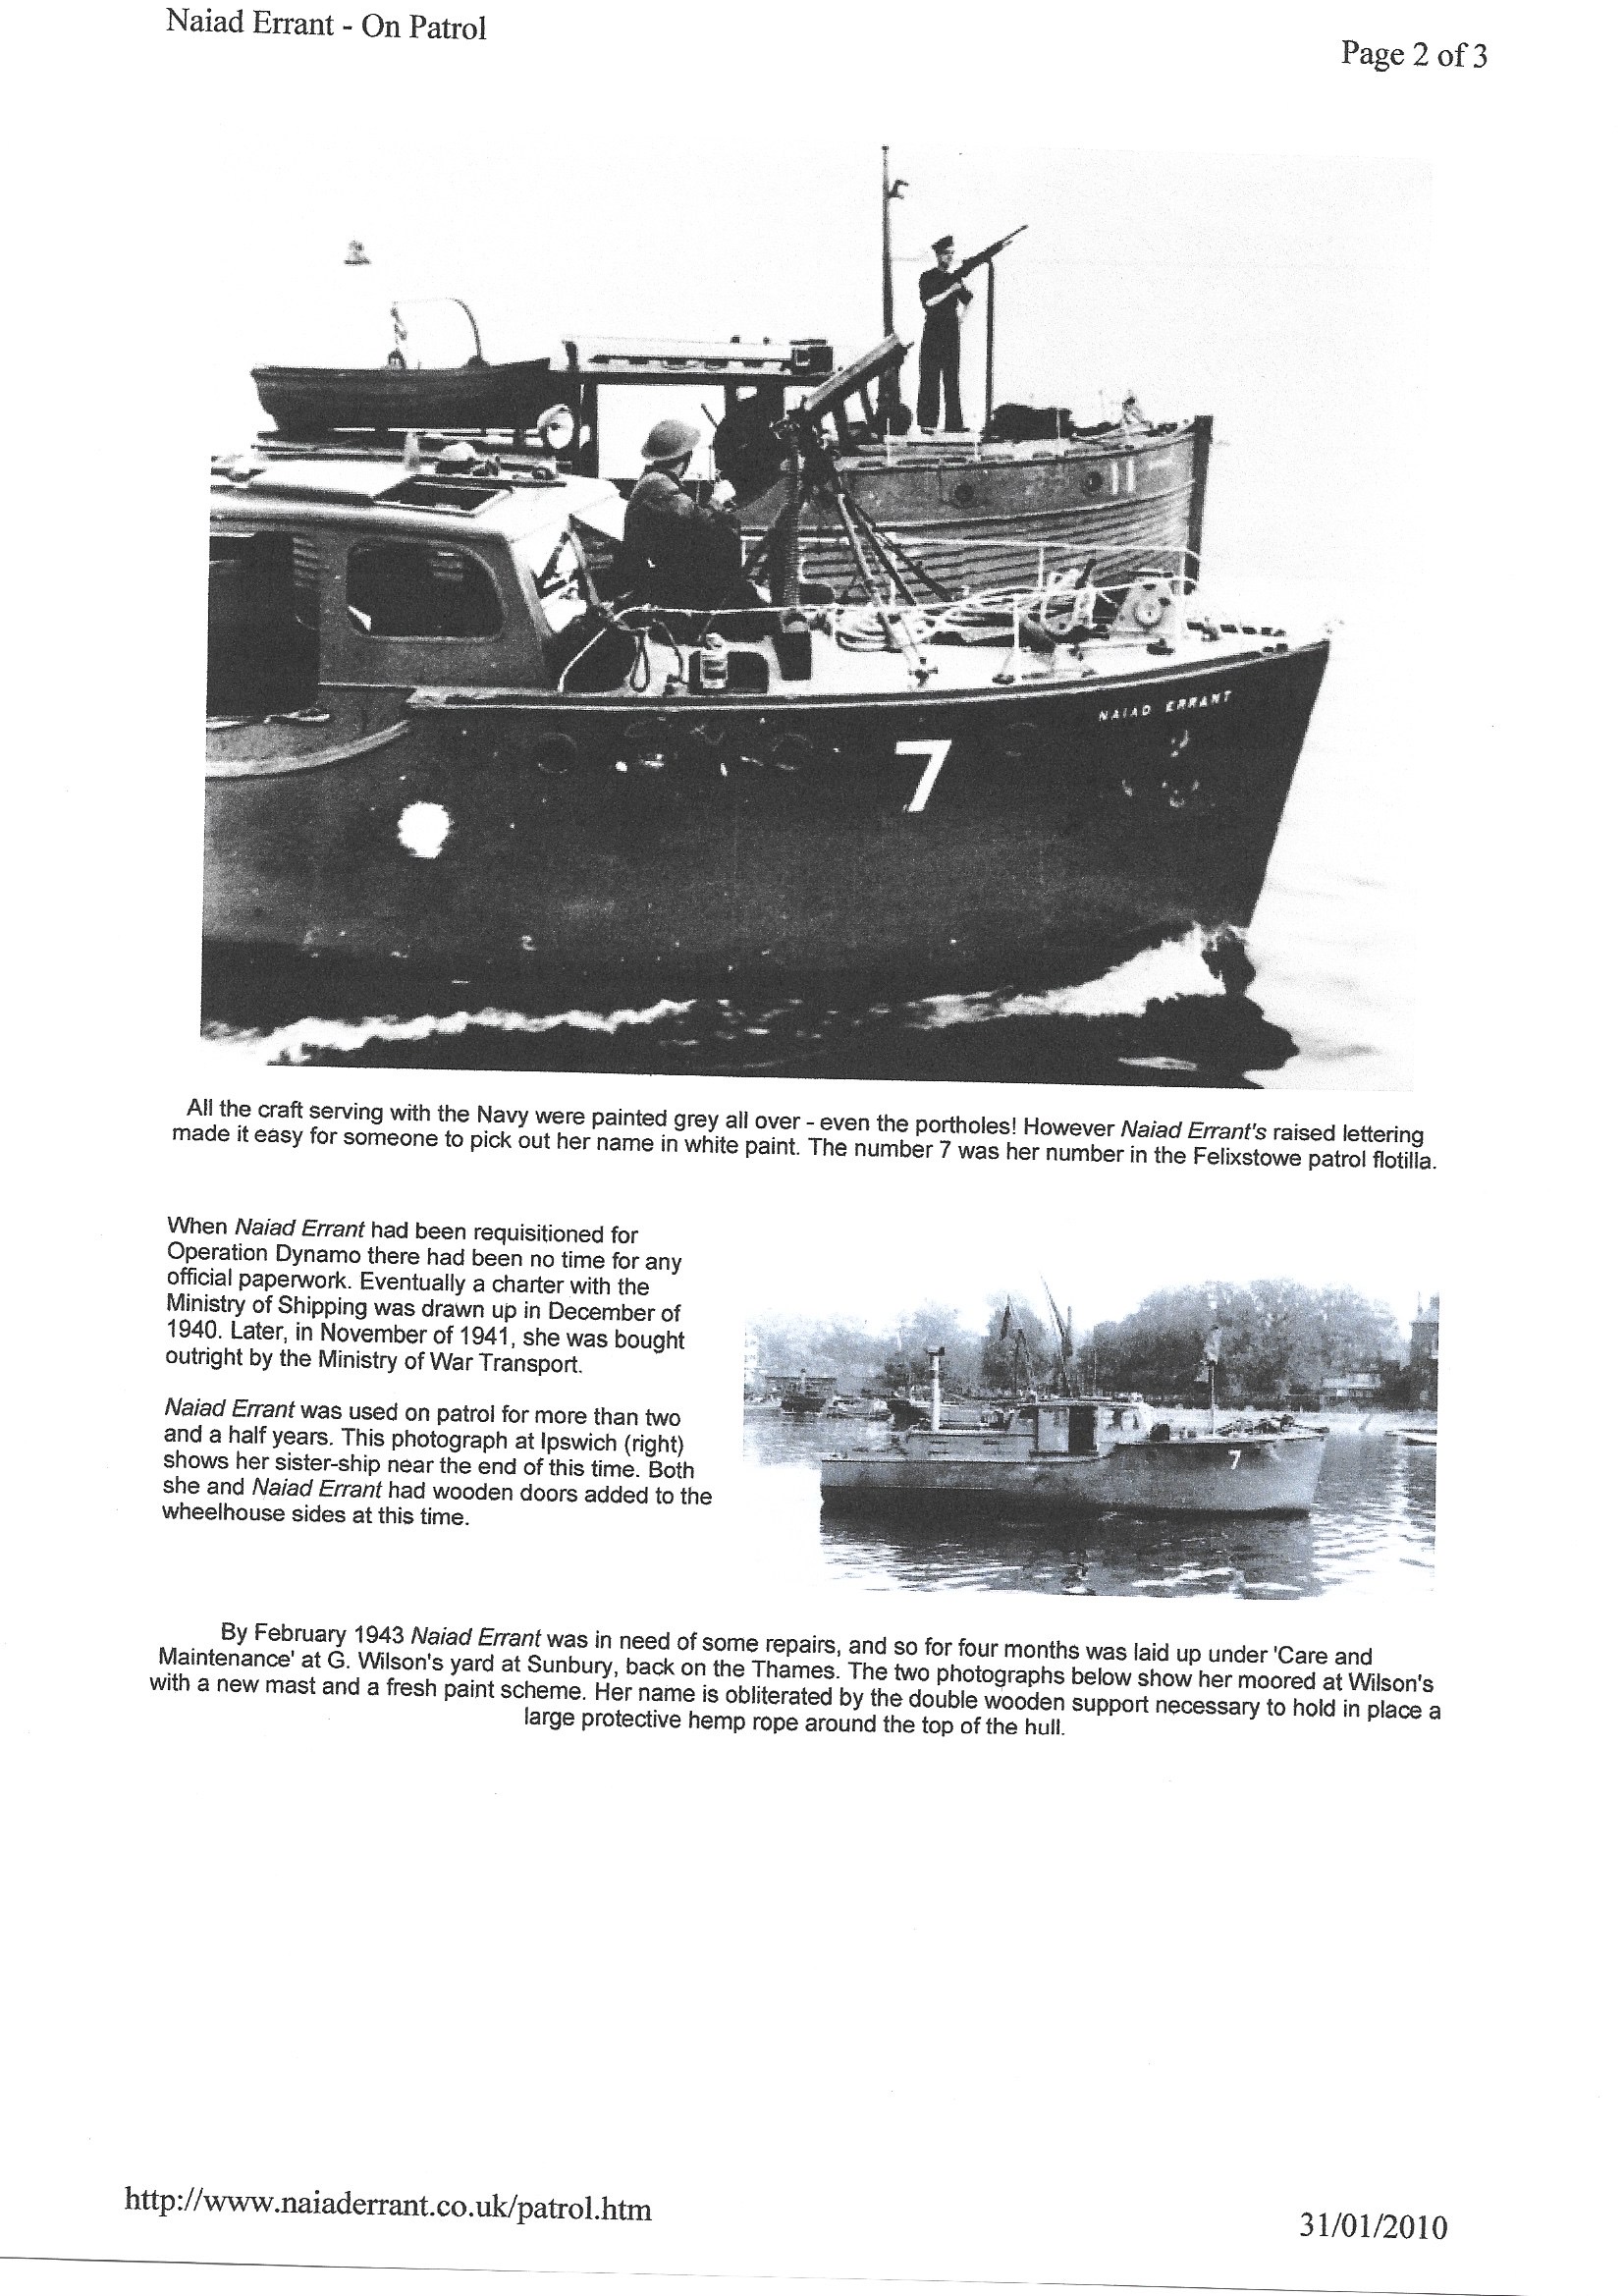 Naiad Errant - On Patrol
Page 2 of 3
11
NAIAD ERRANT
7
All the craft serving with the Navy were painted grey all over - even the portholes! However Naiad Errant's raised lettering
made it easy for someone to pick out her name in white paint. The number 7 was her number in the Felixstowe patrol flotilla.
When Naiad Errant had been requisitioned for
Operation Dynamo there had been no time for any
official paperwork. Eventually a charter with the
Ministry of Shipping was drawn up in December of
1940. Later, in November of 1941, she was bought
outright by the Ministry of War Transport.
Naiad Errant was used on patrol for more than two
and a half years. This photograph at Ipswich (right)
shows her sister-ship near the end of this time. Both
she and Naiad Errant had wooden doors added to the
wheelhouse sides at this time.
7
By February 1943 Naiad Errant was in need of some repairs, and so for four months was laid up under 'Care and
Maintenance' at G. Wilson's yard at Sunbury, back on the Thames. The two photographs below show her moored at Wilson's
with a new mast and a fresh paint scheme. Her name is obliterated by the double wooden support necessary to hold in place a
large protective hemp rope around the top of the hull.
http://www.naiaderrant.co.uk/patrol.htm
31/01/2010